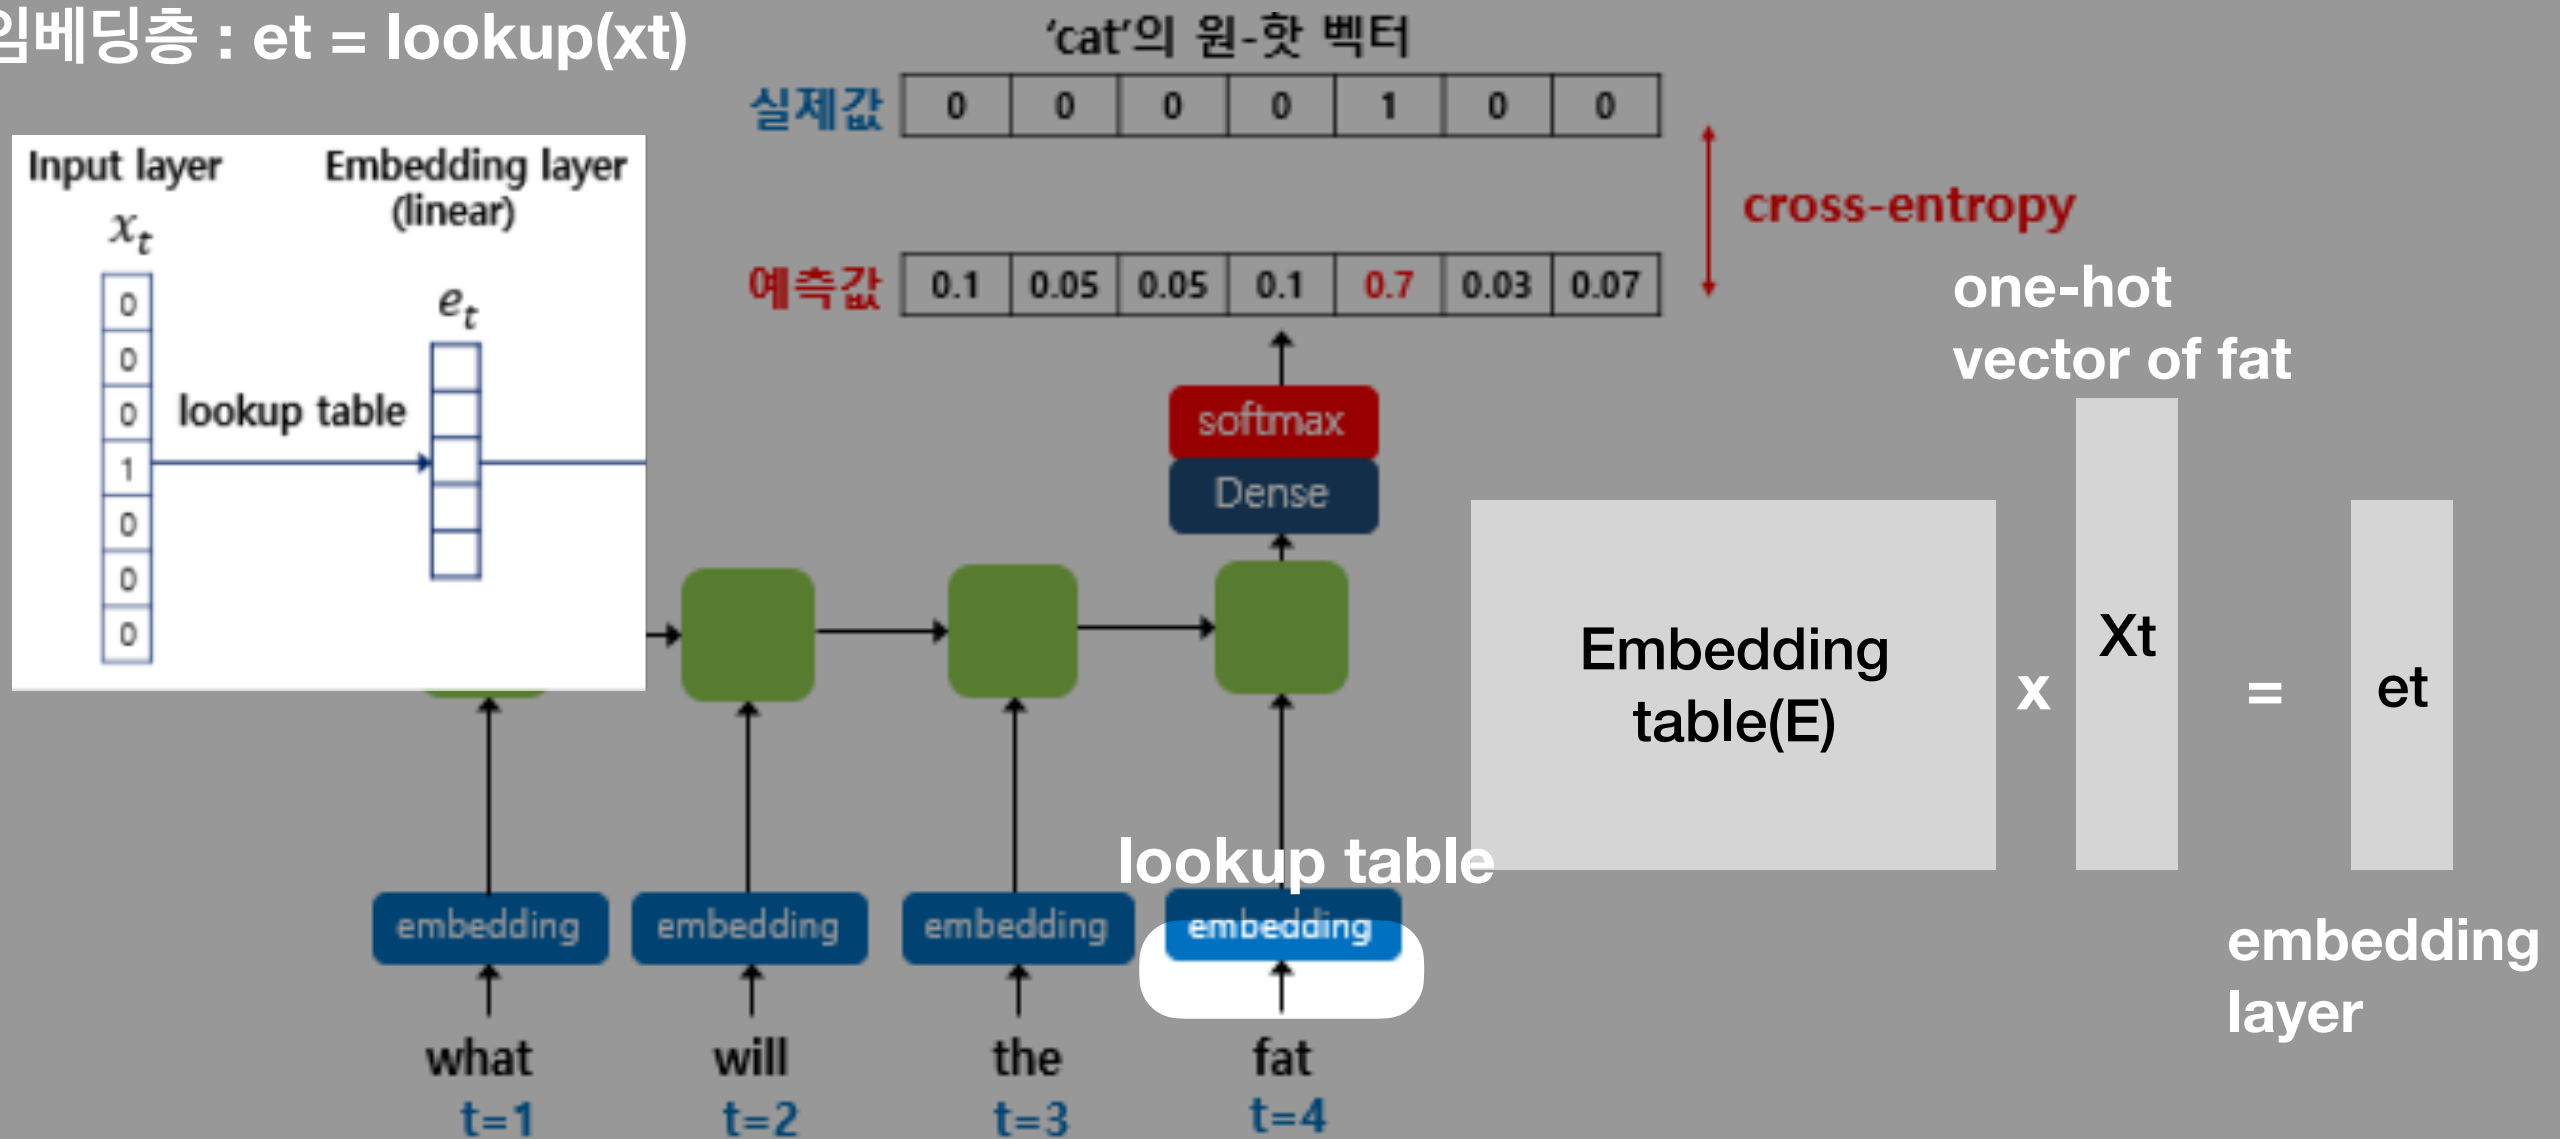 임베딩층 : et = lookup(xt)
'cat'의 원-핫 벡터
실제값 0 0 0 0 1 0 0
cross-entropy
예측값 0.1 0.05 0.05 0.1 0.7 0.03 0.07
Input layer
Embedding layer
(linear)
xt
et
0
0
0
1
0
0
0
lookup table
softmax
Dense
one-hot
vector of fat
Embedding
table(E)
x
Xt
=
et
embedding
layer
lookup table
embedding embedding embedding embedding
what will the fat
t=1 t=2 t=3 t=4